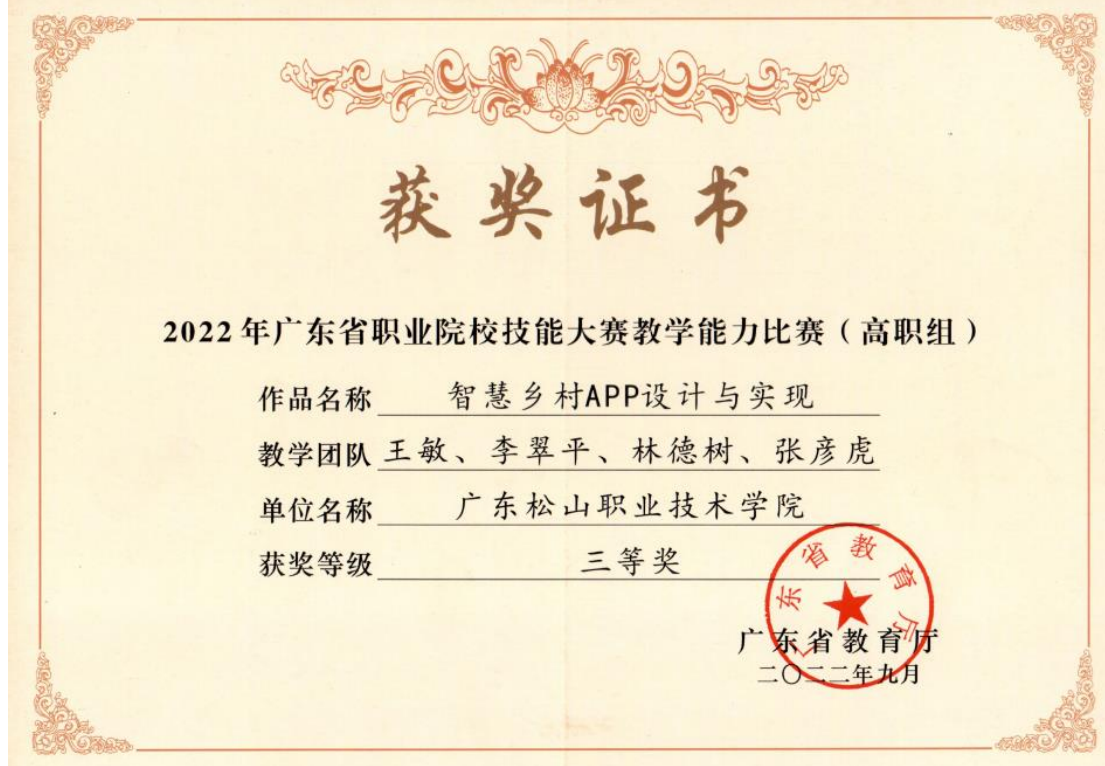 获奖证书
2022年广东省职业院校技能大赛教学能力比赛（高职组）
作品名称 智慧乡村APP设计与实现
教学团队 王敏、李翠平、林德树、张彦虎
单位名称 广东松山职业技术学院
获奖等级 三等奖
广东省教育厅
广东省教育厅
二〇二二年九月